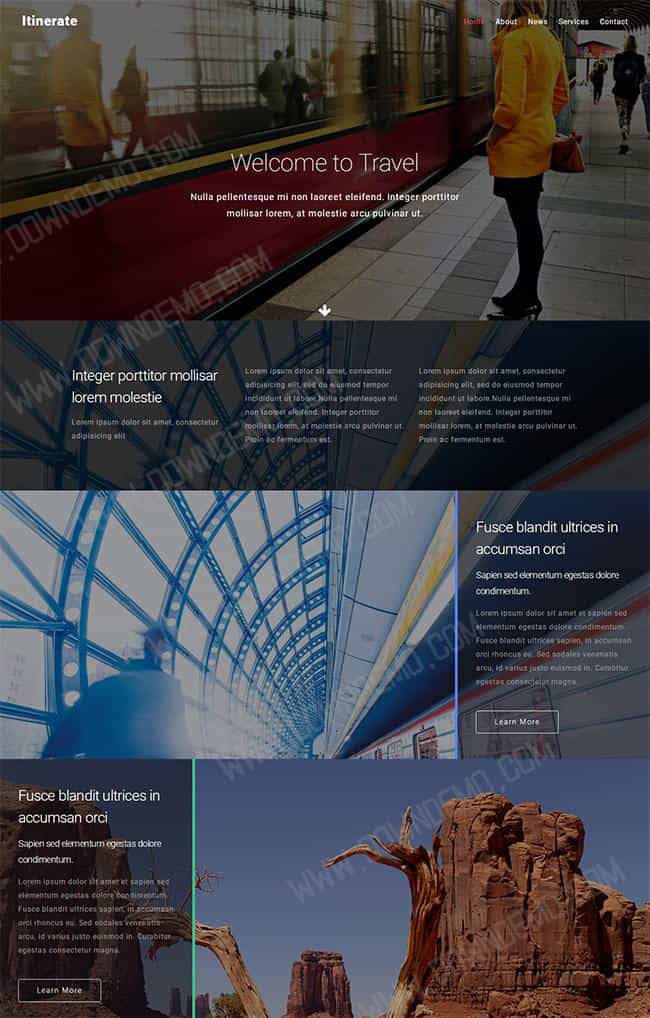 Itinerate
Home About News Services Contact
Welcome to Travel
Nulla pellentesque mi non laoreet eleifend. Integer porttitor
mollisar lorem, at molestie arcu pulvinar ut.
Integer porttitor mollisar
lorem molestie
Lorem ipsum dolor sit amet, consectetur
adipisicing elit
Lorem ipsum dolor sit amet, consectetur
adipisicing elit, sed do eiusmod tempor
incididunt ut labore.Nulla pellentesque mi
non laoreet eleifend. Integer porttitor
mollisar lorem, at molestie arcu pulvinar ut.
Proin ac fermentum est.
Lorem ipsum dolor sit amet, consectetur
adipisicing elit, sed do eiusmod tempor
incididunt ut labore.Nulla pellentesque mi
non laoreet eleifend. Integer porttitor
mollisar lorem, at molestie arcu pulvinar ut.
Proin ac fermentum est.
Fusce blandit ultrices in
accumsan orci
Sapien sed elementum egestas dolore
condimentum.
Lorem ipsum dolor sit amet et sapien sed
elementum egestas dolore condimentum.
Fusce blandit ultrices sapien, in accumsan
orci rhoncus eu. Sed sodales venenatis
arcu, id varius justo euismod in. Curabitur
egestas consectetur magna.
Learn More
Fusce blandit ultrices in
accumsan orci
Sapien sed elementum egestas dolore
condimentum.
Lorem ipsum dolor sit amet et sapien sed
elementum egestas dolore condimentum.
Fusce blandit ultrices sapien, in accumsan
orci rhoncus eu. Sed sodales venenatis
arcu, id varius justo euismod in. Curabitur
egestas consectetur magna.
Learn More
WWW.DOWNDEMO.COM